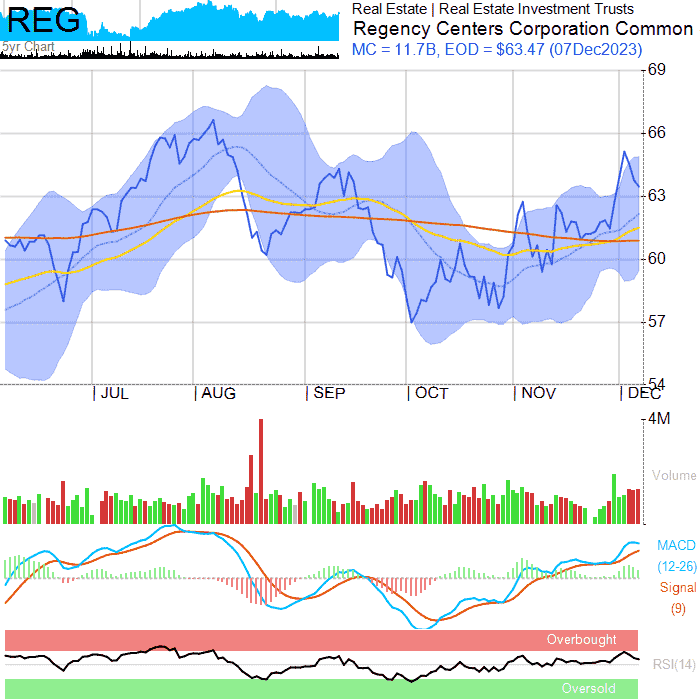 REG
5yr Chart
Real Estate | Real Estate Investment Trusts
Regency Centers Corporation Common
MC = 11.7B, EOD = $63.47 (07Dec2023)
69
66
63
60
57
54
JUL
AUG
SEP
OCT
NOV
DEC
4M
Volume
MACD
(12-26)
Signal
(9)
Overbought
RSI(14)
Oversold